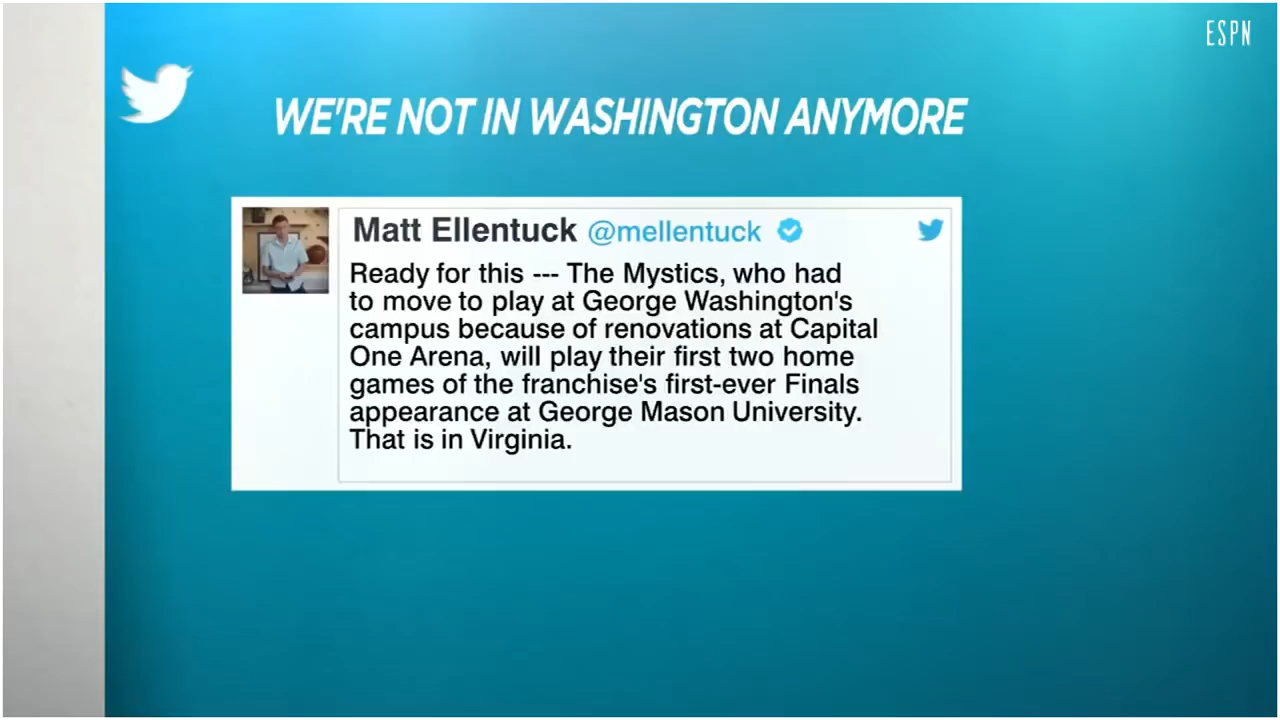 ESPN
WE'RE NOT IN WASHINGTON ANYMORE
Matt Ellentuck @mellentuck
Ready for this --- The Mystics, who had
to move to play at George Washington's
campus because of renovations at Capital
One Arena, will play their first two home
games of the franchise's first-ever Finals
appearance at George Mason University.
That is in Virginia.